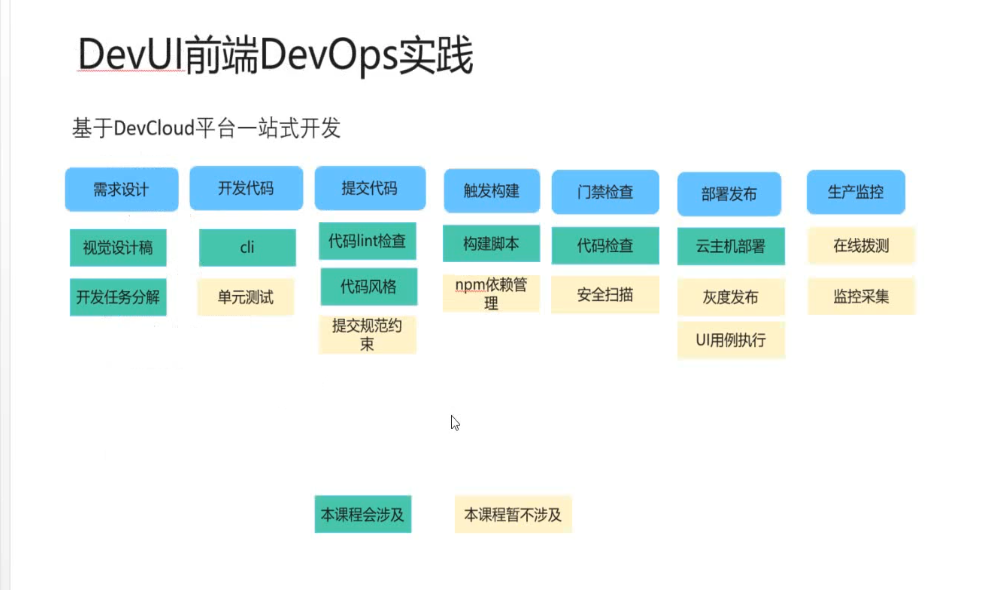 DevUI前端DevOps实践
基于DevCloud平台一站式开发
需求设计
开发代码
提交代码
触发构建
门禁检查
部署发布
生产监控
视觉设计稿
cli
代码lint检查
构建脚本
代码检查
云主机部署
在线拨测
开发任务分解
单元测试
代码风格
npm依赖管
理
安全扫描
灰度发布
监控采集
提交规范约
束
UI用例执行
本课程会涉及
本课程暂不涉及